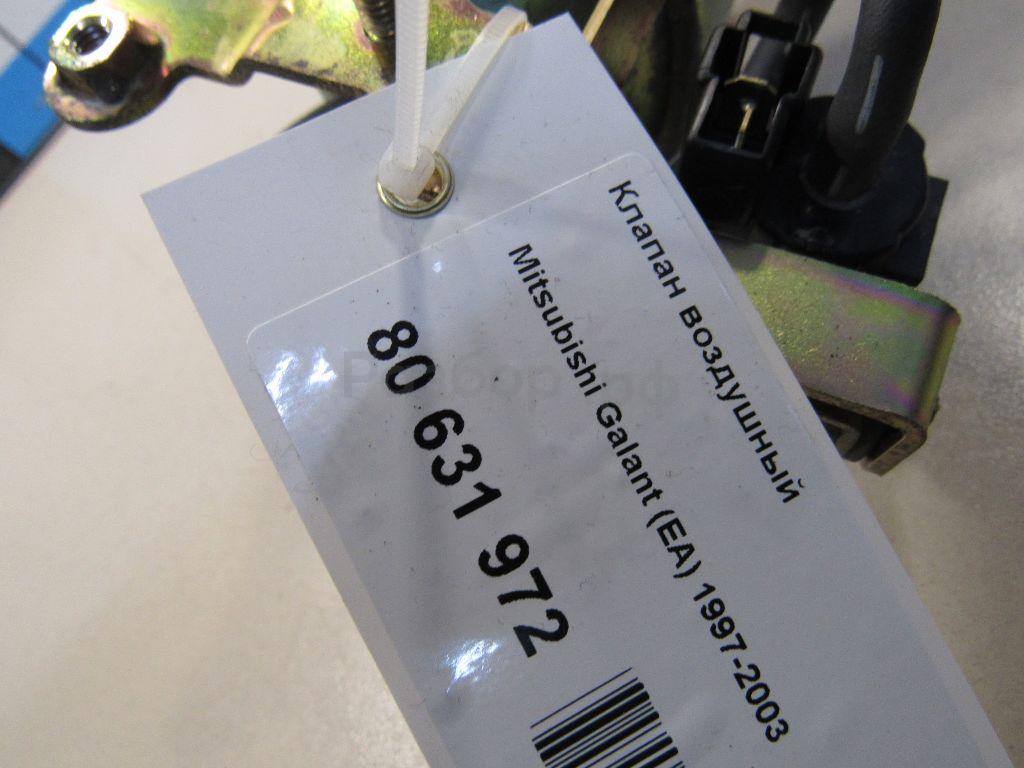 Клапан воздушный
Mitsubishi Galant (EA) 1997-2003
80 631 972